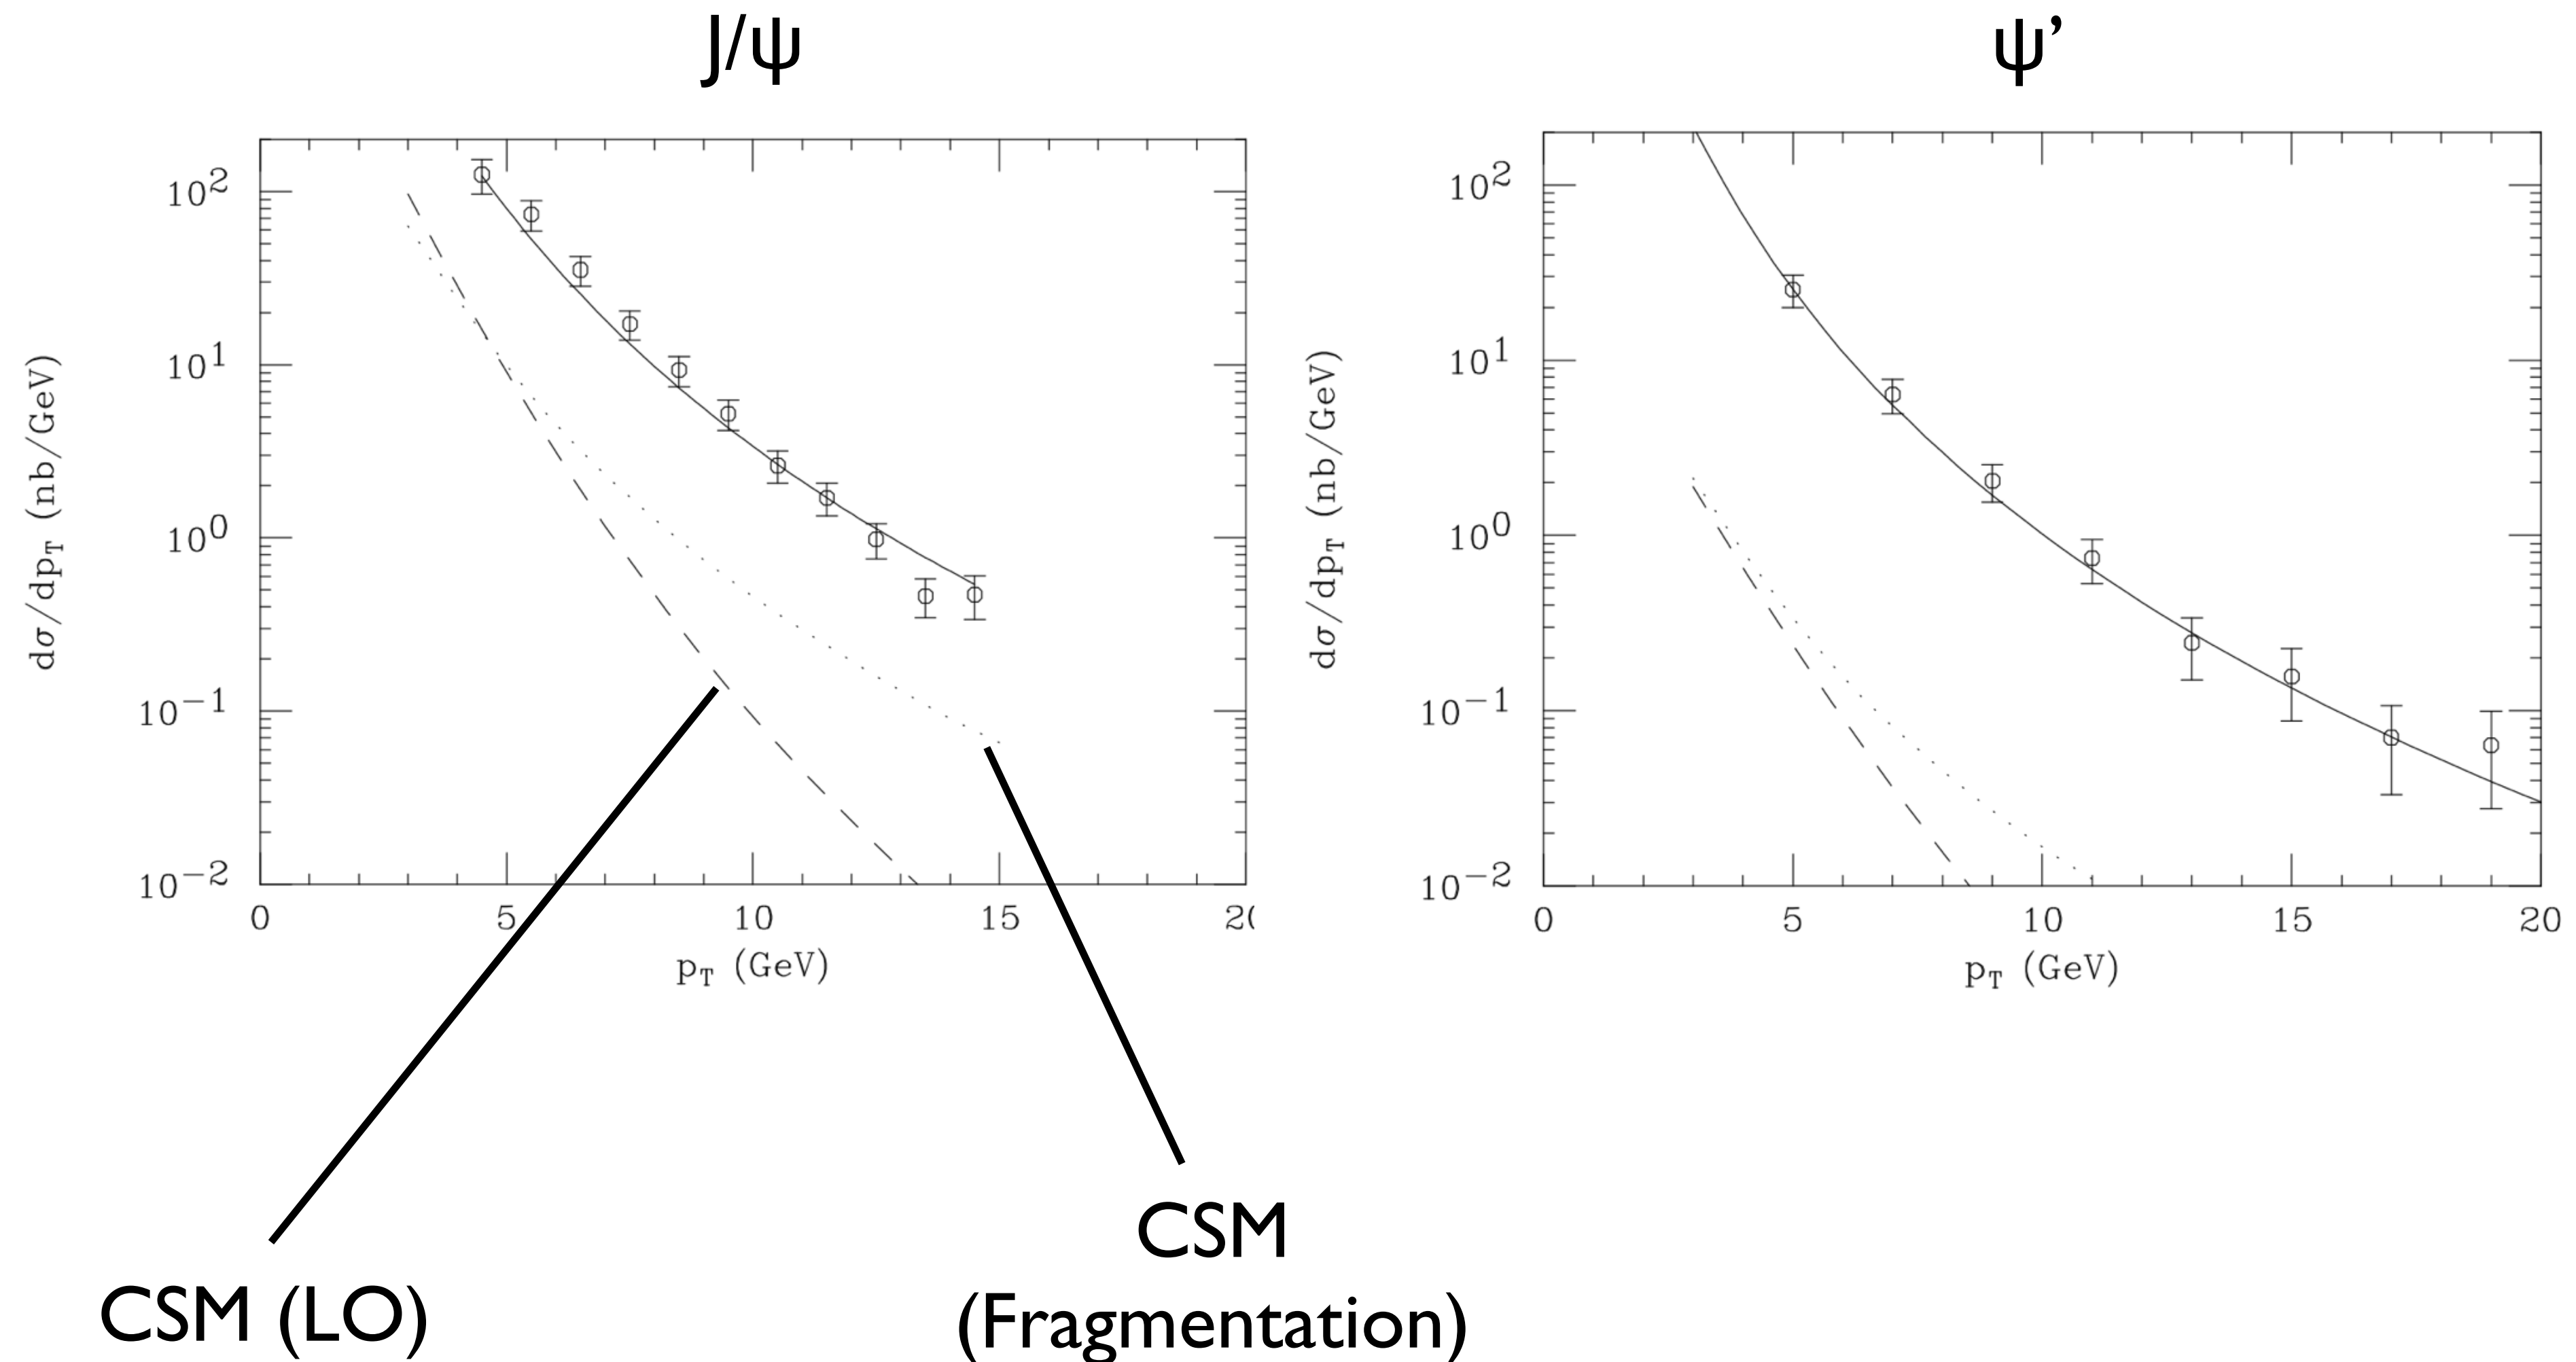 J/ψ
ψ’
dσ/dp_T (nb/GeV)
10^2
10^1
10^0
10^−1
10^−2
0 5 10 15 2(
p_T (GeV)
dσ/dp_T (nb/GeV)
10^2
10^1
10^0
10^−1
10^−2
0 5 10 15 20
p_T (GeV)
CSM (LO)
CSM
(Fragmentation)